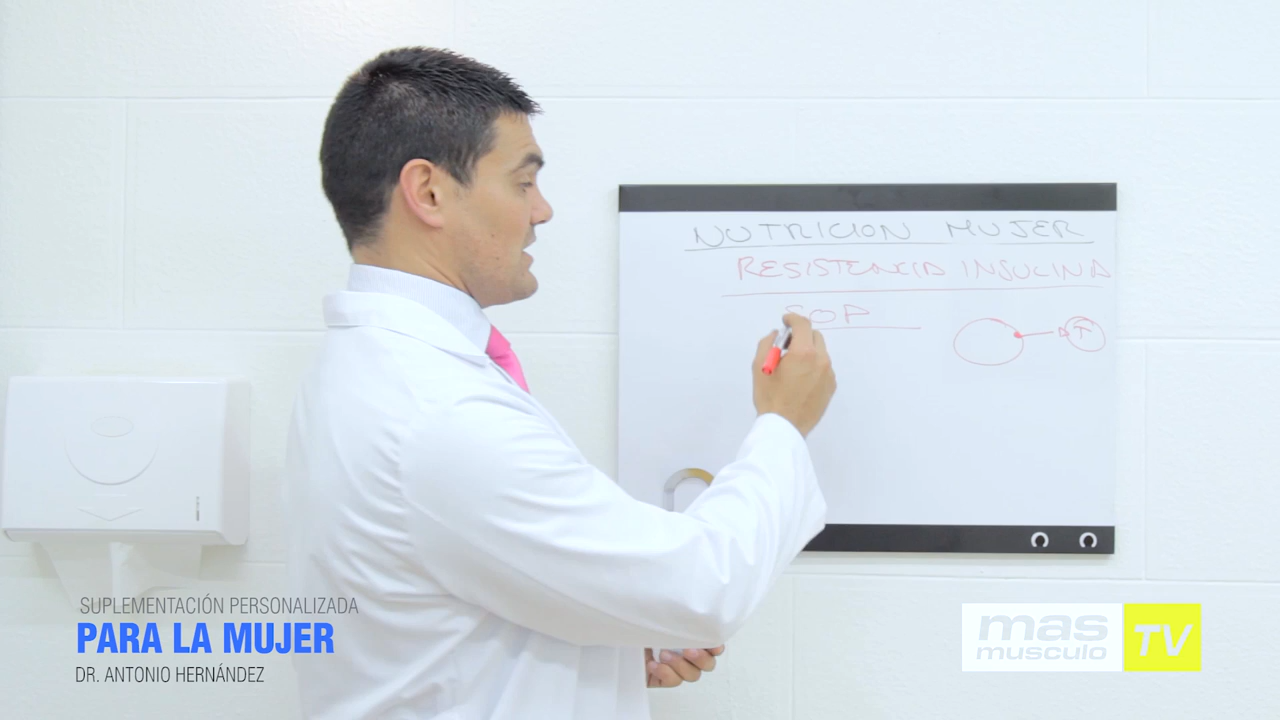 NUTRICION MUJER
RESISTENCIA INSULINA
SOP
T
SUPLEMENTACIÓN PERSONALIZADA
PARA LA MUJER
DR. ANTONIO HERNÁNDEZ
mas
musculo
TV